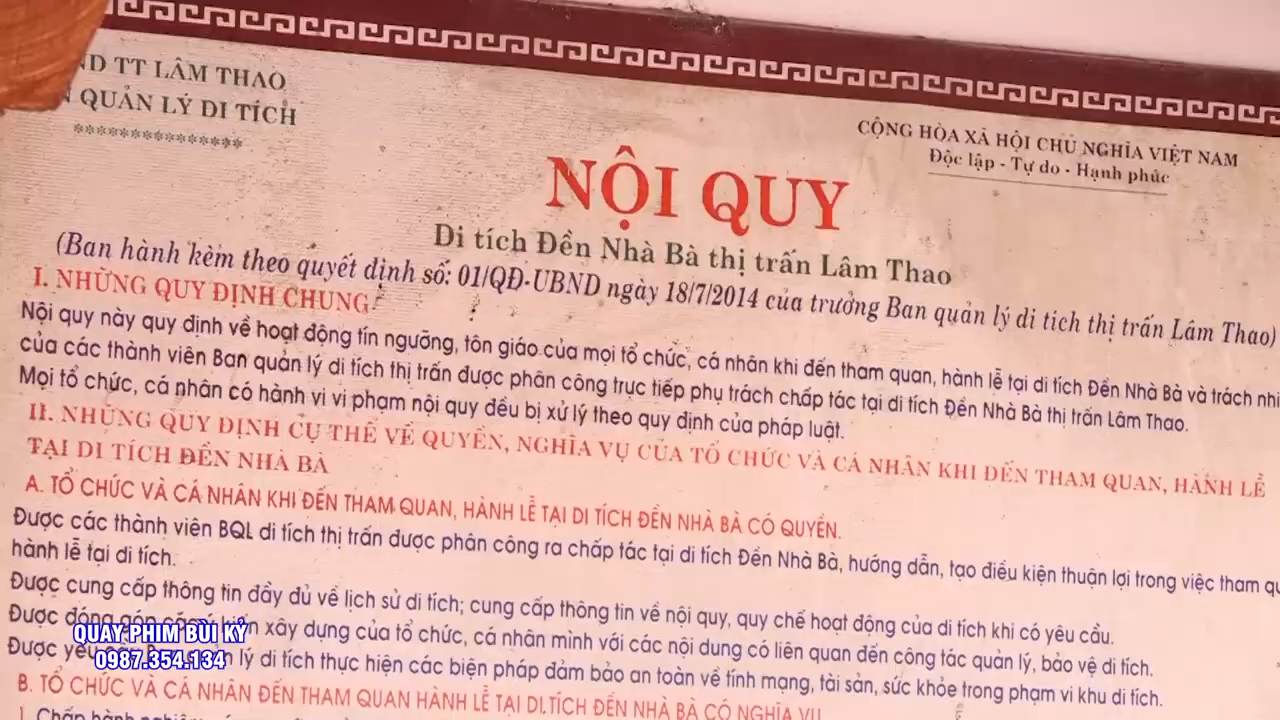 ND TT LÂM THAO
QUẢN LÝ DI TÍCH
***************
CỘNG HÒA XÃ HỘI CHỦ NGHĨA VIỆT NAM
Độc lập - Tự do - Hạnh phúc
NỘI QUY
Di tích Đền Nhà Bà thị trấn Lâm Thao
(Ban hành kèm theo quyết định số: 01/QĐ-UBND ngày 18/7/2014 của trưởng Ban quản lý di tích thị trấn Lâm Thao)
I. NHỮNG QUY ĐỊNH CHUNG
Nội quy này quy định về hoạt động tín ngưỡng, tôn giáo của mọi tổ chức, cá nhân khi đến tham quan, hành lễ tại di tích Đền Nhà Bà và trách nhi
của các thành viên Ban quản lý di tích thị trấn được phân công trực tiếp phụ trách chấp tác tại di tích Đền Nhà Bà thị trấn Lâm Thao.
Mọi tổ chức, cá nhân có hành vi vi phạm nội quy đều bị xử lý theo quy định của pháp luật.
II. NHỮNG QUY ĐỊNH CỤ THỂ VỀ QUYỀN, NGHĨA VỤ CỦA TỔ CHỨC VÀ CÁ NHÂN KHI ĐẾN THAM QUAN, HÀNH LỄ
TẠI DI TÍCH ĐỀN NHÀ BÀ
A. TỔ CHỨC VÀ CÁ NHÂN KHI ĐẾN THAM QUAN, HÀNH LỄ TẠI DI TÍCH ĐỀN NHÀ BÀ CÓ QUYỀN.
Được các thành viên BQL di tích thị trấn được phân công ra chấp tác tại di tích Đền Nhà Bà, hướng dẫn, tạo điều kiện thuận lợi trong việc tham qu
hành lễ tại di tích.
Được cung cấp thông tin đầy đủ về lịch sử di tích; cung cấp thông tin về nội quy, quy chế hoạt động của di tích khi có yêu cầu.
Được đóng góp xây dựng của tổ chức, cá nhân mình với các nội dung có liên quan đến công tác quản lý, bảo vệ di tích.
Được lý di tích thực hiện các biện pháp đảm bảo an toàn về tính mạng, tài sản, sức khỏe trong phạm vi khu di tích.
QUAY PHIM BÙI KÝ
0987.354.134
B. TỔ CHỨC VÀ CÁ NHÂN ĐẾN THAM QUAN HÀNH LỄ TẠI DI TÍCH ĐỀN NHÀ BÀ CÓ NGHĨA VỤ
1. Chấp hành